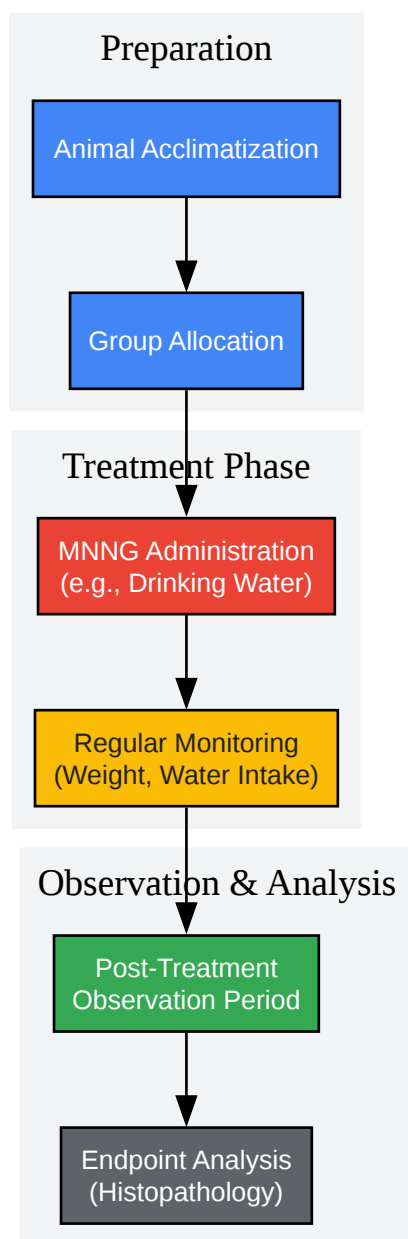 Preparation
Animal Acclimatization
Group Allocation
Treatment Phase
MNNG Administration
(e.g., Drinking Water)
Regular Monitoring
(Weight, Water Intake)
Observation & Analysis
Post-Treatment
Observation Period
Endpoint Analysis
(Histopathology)